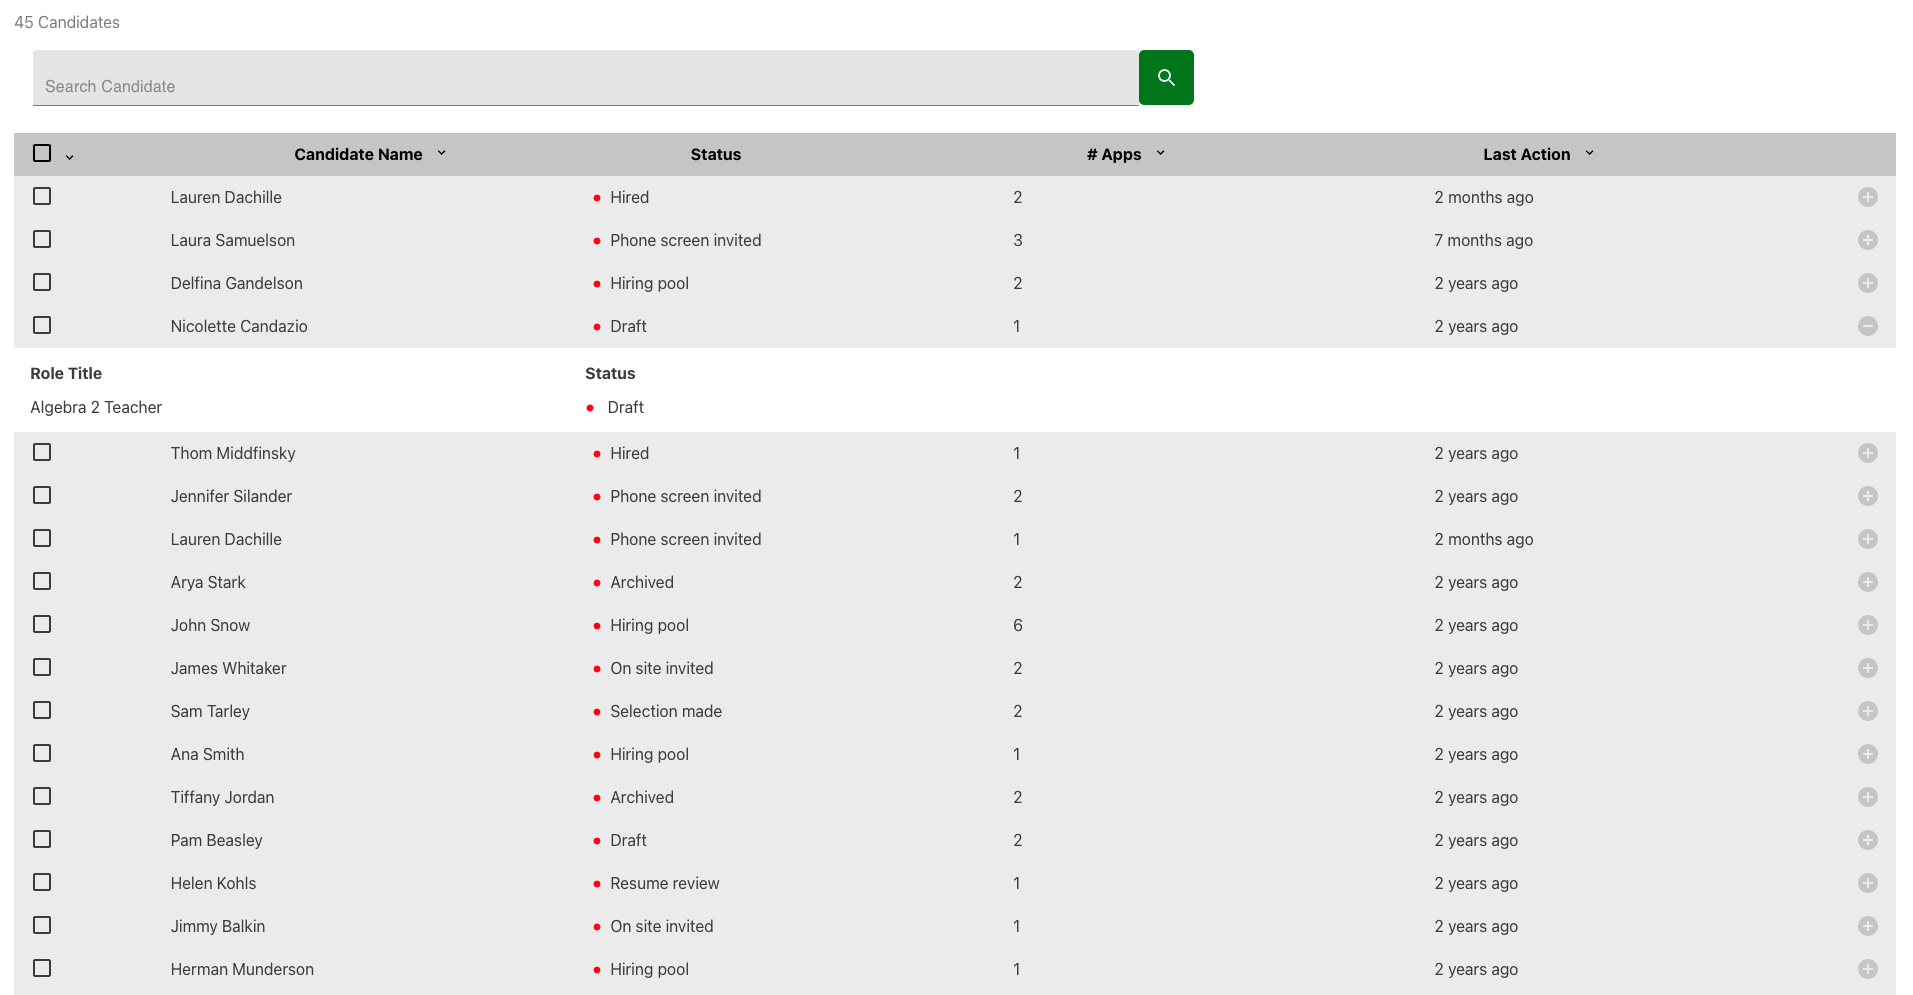 45 Candidates
Search Candidate
Candidate Name Status # Apps Last Action
Lauren Dachille Hired 2 2 months ago
Laura Samuelson Phone screen invited 3 7 months ago
Delfina Gandelson Hiring pool 2 2 years ago
Nicolette Candazio Draft 1 2 years ago
Role Title Status
Algebra 2 Teacher Draft
Thom Middfinsky Hired 1 2 years ago
Jennifer Silander Phone screen invited 2 2 years ago
Lauren Dachille Phone screen invited 1 2 months ago
Arya Stark Archived 2 2 years ago
John Snow Hiring pool 6 2 years ago
James Whitaker On site invited 2 2 years ago
Sam Tarley Selection made 2 2 years ago
Ana Smith Hiring pool 1 2 years ago
Tiffany Jordan Archived 2 2 years ago
Pam Beasley Draft 2 2 years ago
Helen Kohls Resume review 1 2 years ago
Jimmy Balkin On site invited 1 2 years ago
Herman Munderson Hiring pool 1 2 years ago